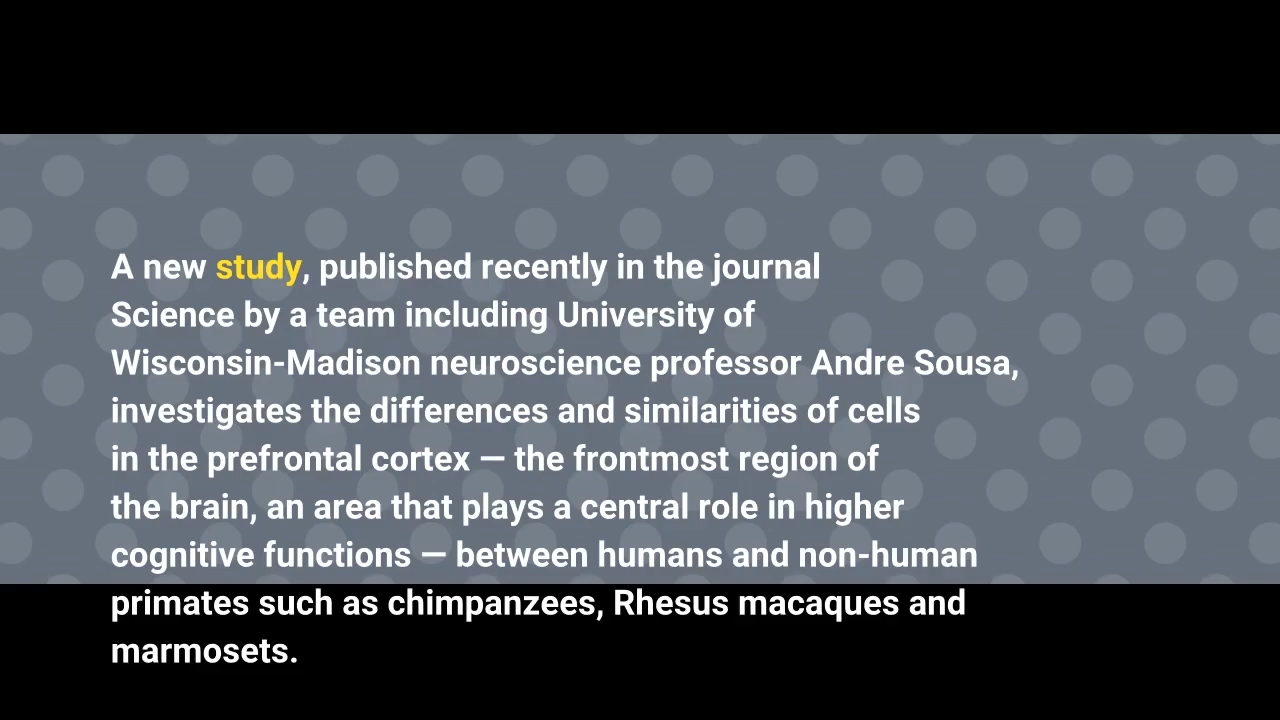 A new study, published recently in the journal
Science by a team including University of
Wisconsin-Madison neuroscience professor Andre Sousa,
investigates the differences and similarities of cells
in the prefrontal cortex — the frontmost region of
the brain, an area that plays a central role in higher
cognitive functions — between humans and non-human
primates such as chimpanzees, Rhesus macaques and
marmosets.